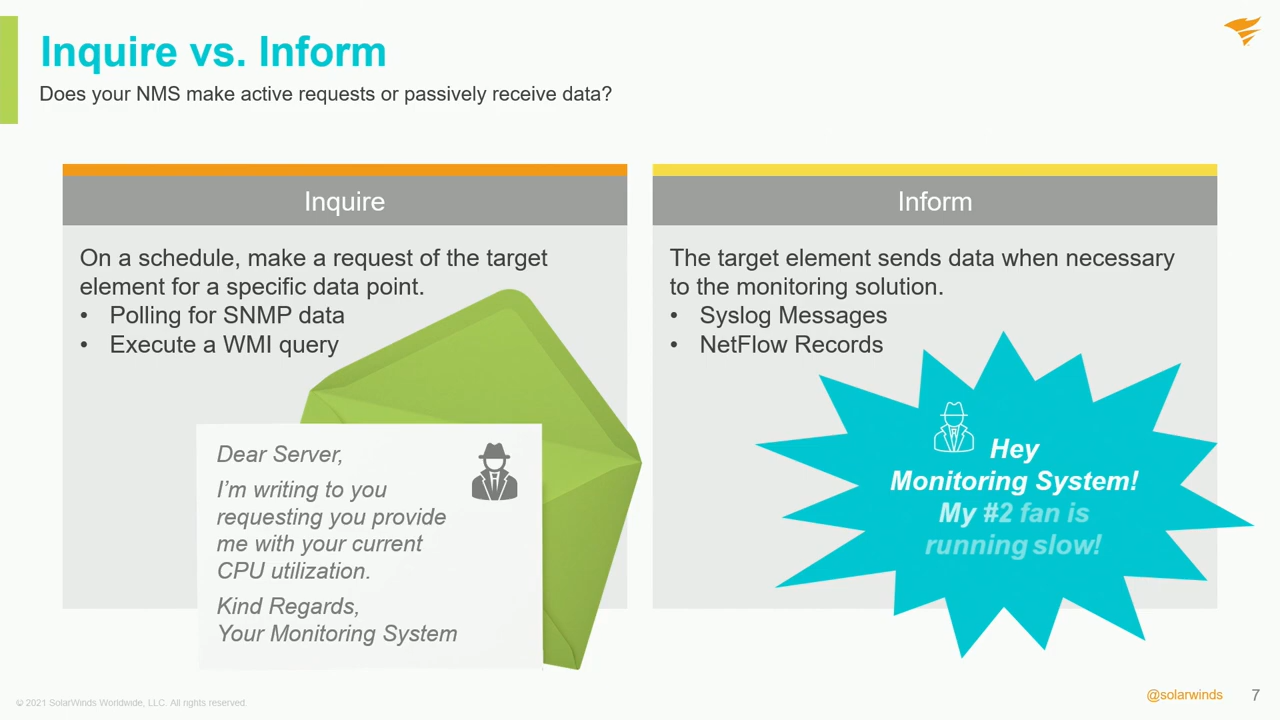 Inquire vs. Inform
Does your NMS make active requests or passively receive data?
Inquire
On a schedule, make a request of the target
element for a specific data point.
• Polling for SNMP data
• Execute a WMI query
Dear Server,
I'm writing to you
requesting you provide
me with your current
CPU utilization.
Kind Regards,
Your Monitoring System
Inform
The target element sends data when necessary
to the monitoring solution.
• Syslog Messages
• NetFlow Records
Hey
Monitoring System!
My #2 fan is
running slow!
© 2021 SolarWinds Worldwide, LLC. All rights reserved.
@solarwinds
7